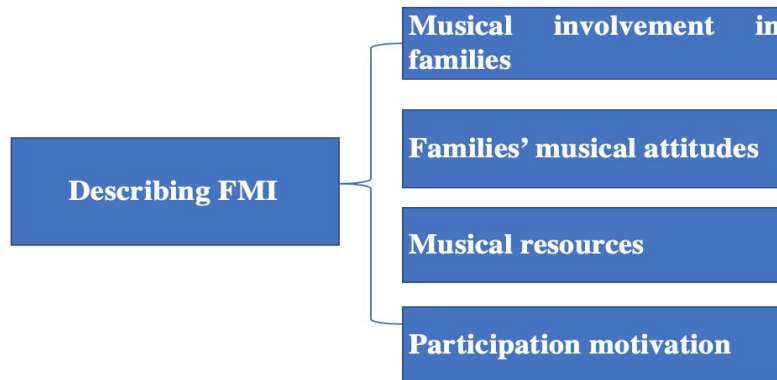 Musical involvement in
families
Describing FMI
Families’ musical attitudes
Musical resources
Participation motivation